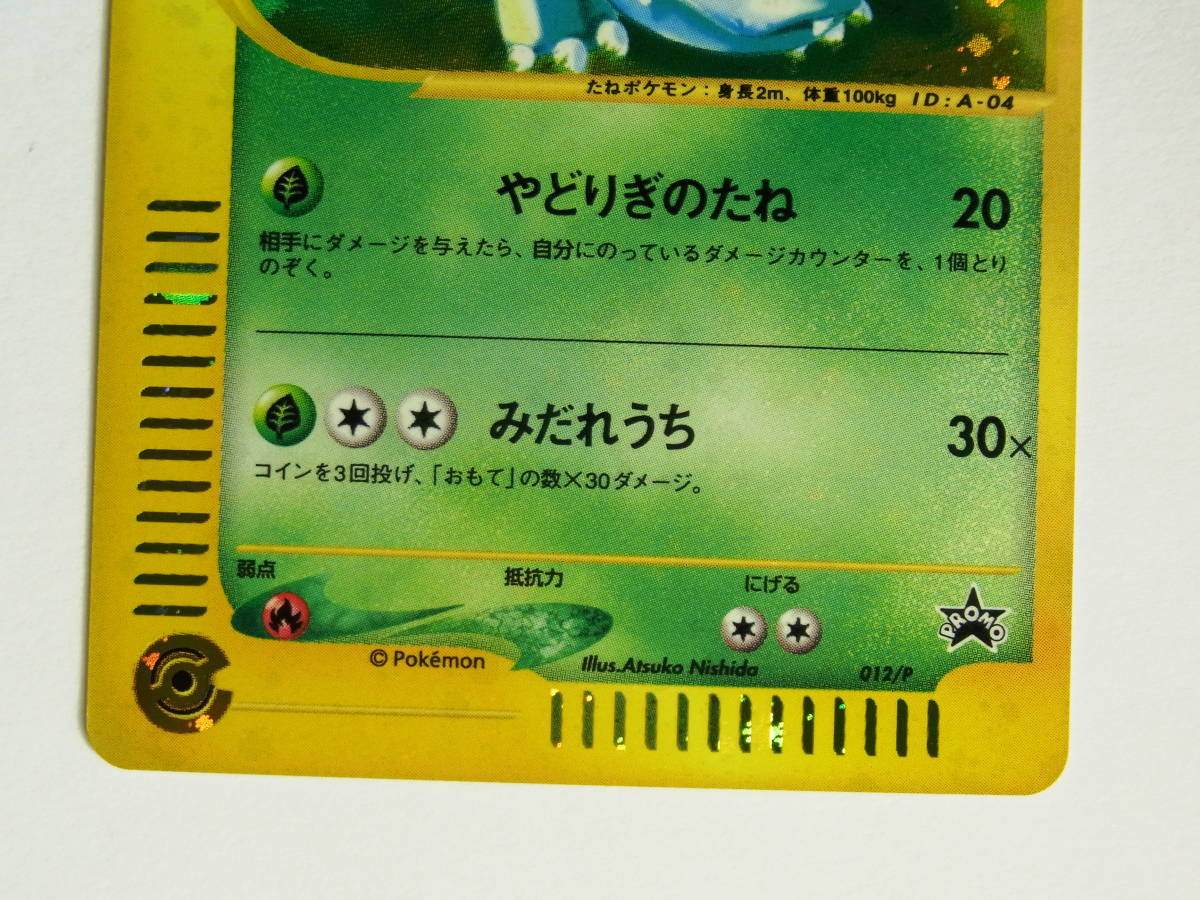 たねポケモン：身長2m、体重100kg ID：A-04
やどりぎのたね 20
相手にダメージを与えたら、自分にのっているダメージカウンターを、1個とり
のぞく。
みだれうち 30×
コインを3回投げ、「おもて」の数×30ダメージ。
弱点 抵抗力 にげる
PROMO
© Pokémon Illus.Atsuko Nishida 012/P